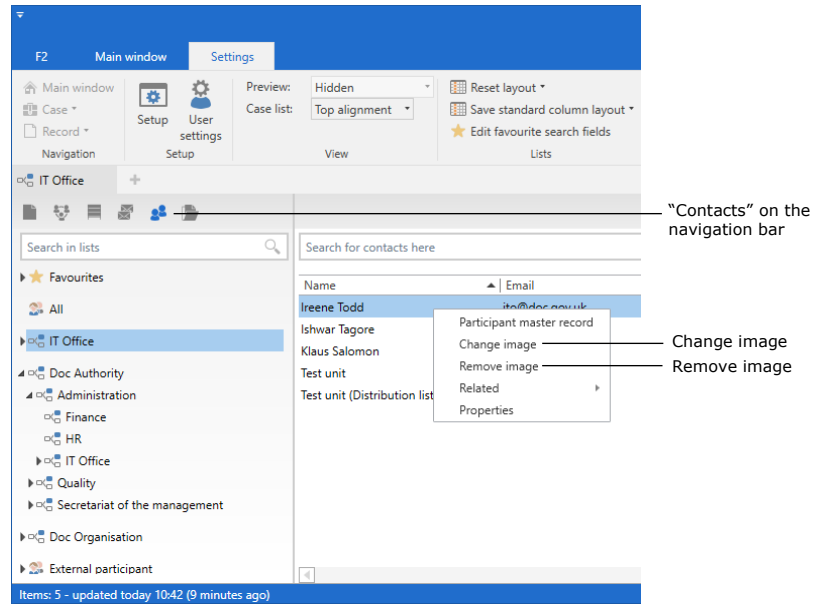 F2 Main window Settings
Main window
Case
Record
Navigation
Setup
User settings
Setup
Preview: Hidden
Case list: Top alignment
View
Reset layout
Save standard column layout
Edit favourite search fields
Lists
IT Office
"Contacts” on the
navigation bar
Search in lists
Search for contacts here
Favourites
All
IT Office
Doc Authority
Administration
Finance
HR
IT Office
Quality
Secretariat of the management
Doc Organisation
External participant
Name Email
Ireene Todd ito@doc.gov.uk
Ishwar Tagore
Klaus Salomon
Test unit
Test unit (Distribution list
Participant master record
Change image
Remove image
Related
Properties
Change image
Remove image
Items: 5 - updated today 10:42 (9 minutes ago)